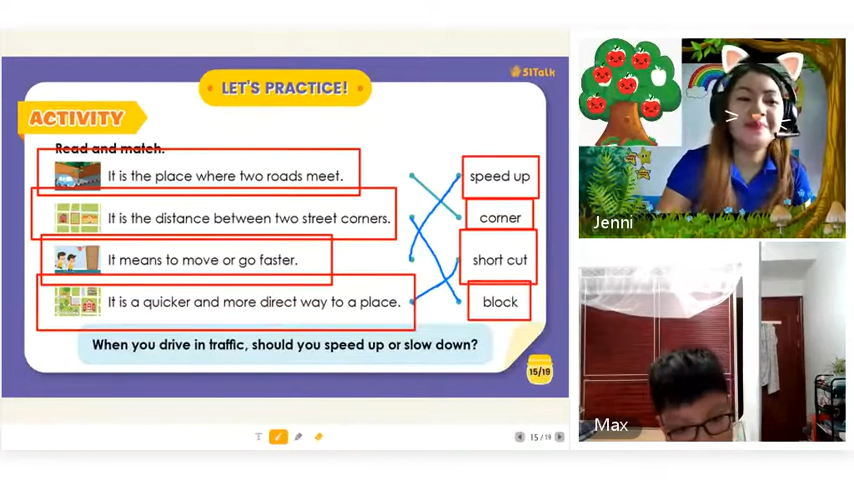 LET'S PRACTICE!
51Talk
ACTIVITY
Read and match.
It is the place where two roads meet.
speed up
It is the distance between two street corners.
corner
It means to move or go faster.
short cut
It is a quicker and more direct way to a place.
block
When you drive in traffic, should you speed up or slow down?
15/19
T
15 / 19
Jenni
Max